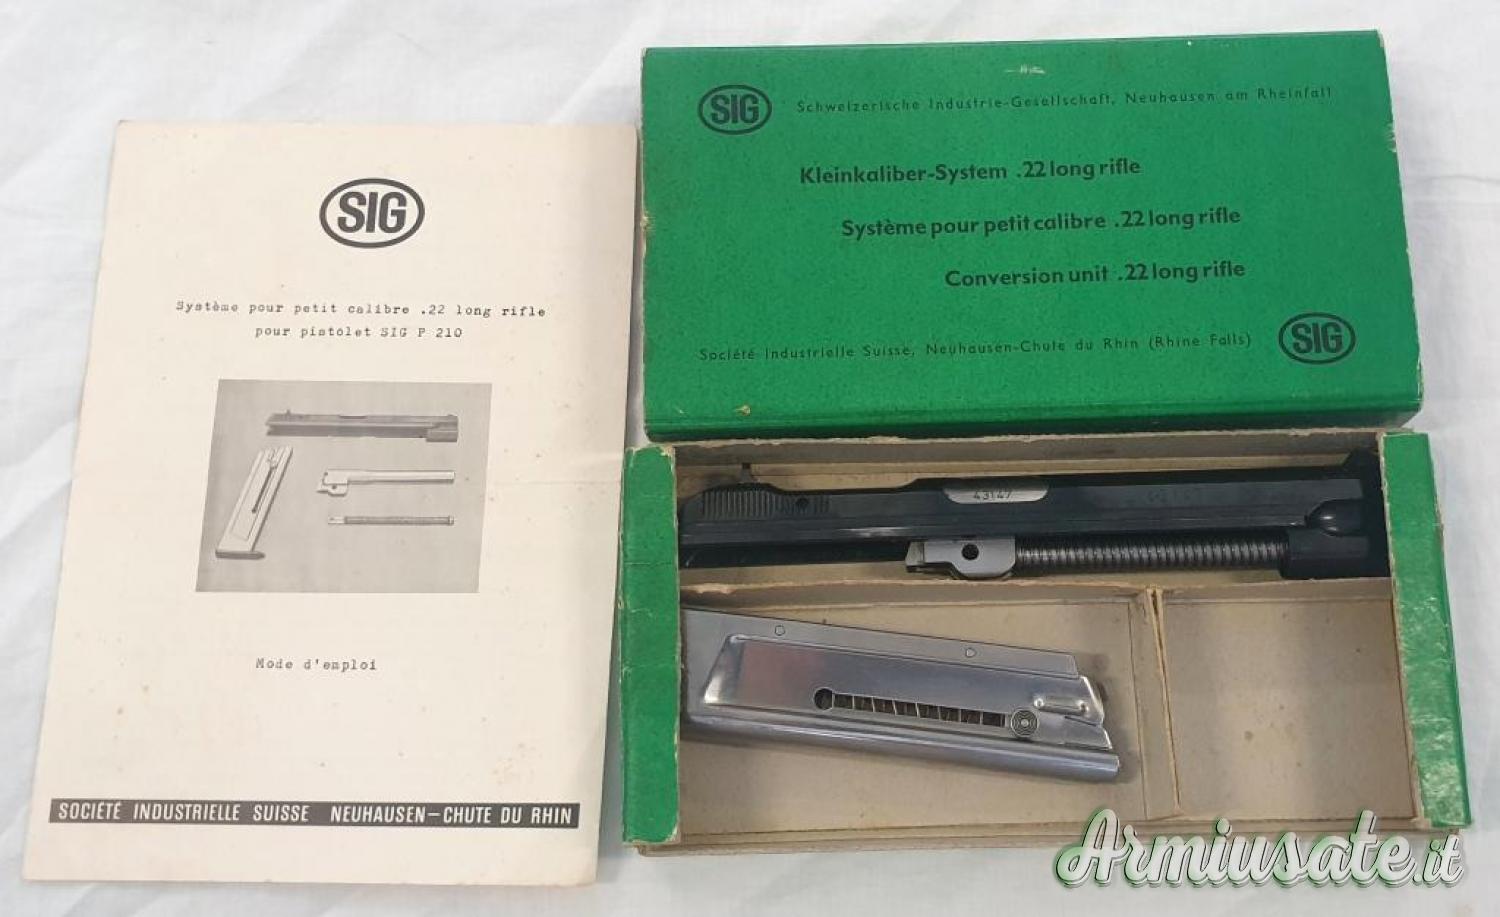 SIG
Système pour petit calibre .22 long rifle
pour pistolet SIG P 210
Mode d'emploi
SOCIÉTÉ INDUSTRIELLE SUISSE NEUHAUSEN–CHUTE DU RHIN
SIG Schweizerische Industrie-Gesellschaft, Neuhausen am Rheinfall
Kleinkaliber-System .22 long rifle
Système pour petit calibre .22 long rifle
Conversion unit .22 long rifle
Société Industrielle Suisse, Neuhausen-Chute du Rhin (Rhine Falls) SIG
43147
Armiusate.it